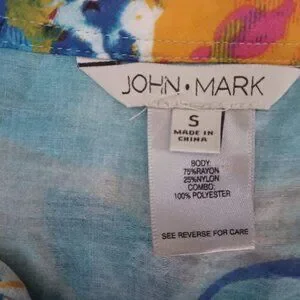 JOHN • MARK
S
MADE IN
CHINA
BODY:
75%RAYON
25%NYLON
COMBO:
100% POLYESTER
SEE REVERSE FOR CARE